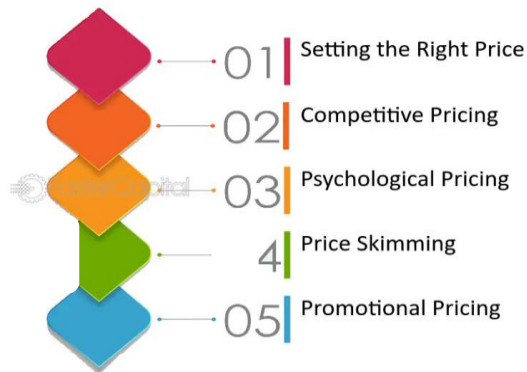 01 Setting the Right Price
02 Competitive Pricing
03 Psychological Pricing
4 Price Skimming
05 Promotional Pricing